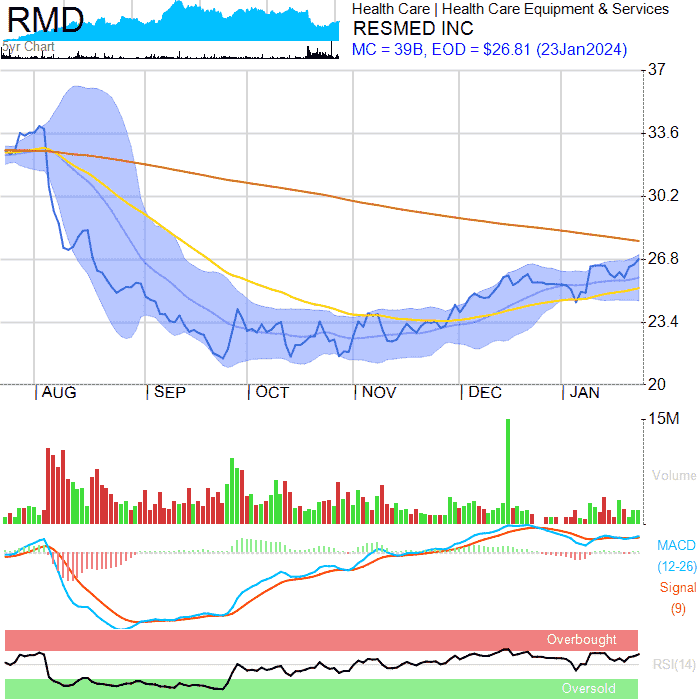 RMD
5yr Chart
Health Care | Health Care Equipment & Services
RESMED INC
MC = 39B, EOD = $26.81 (23Jan2024)
37
33.6
30.2
26.8
23.4
20
AUG SEP OCT NOV DEC JAN
15M
Volume
MACD
(12-26)
Signal
(9)
Overbought
RSI(14)
Oversold